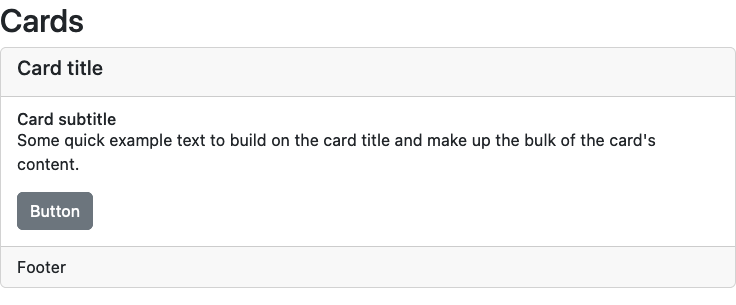 Cards
Card title
Card subtitle
Some quick example text to build on the card title and make up the bulk of the card's
content.
Button
Footer